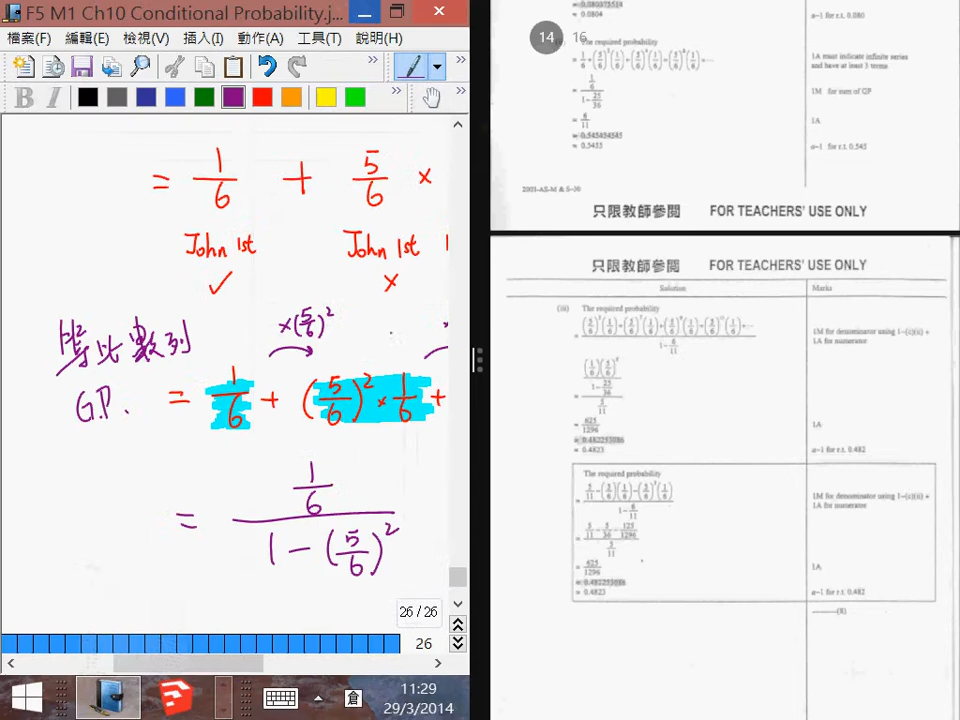 F5 M1 Ch10 Conditional Probability.j...
檔案(F) 編輯(E) 檢視(V) 插入(I) 動作(A) 工具(T) 說明(H)
B I
= 1/6 + 5/6 ×
John 1st John 1st
✓ ×
×(5/6)²
等比數列
G.P. = 1/6 + (5/6)² × 1/6 +
= (1/6) / (1 − (5/6)²)
26 / 26
26
倉
11:29
29/3/2014
14 16
≈ 0.0804
a−1 for r.t. 0.080
The required probability
= 1/6 + (5/6)²(1/6) + (5/6)⁴(1/6) + (5/6)⁶(1/6) + ···
1A must indicate infinite series
and have at least 3 terms.
= (1/6) / (1 − 25/36)
1M for sum of GP
= 6/11
1A
≈ 0.5455
a−1 for r.t. 0.545
2003-AS-M & S-30
只限教師參閱 FOR TEACHERS' USE ONLY
只限教師參閱 FOR TEACHERS' USE ONLY
Solution Marks
(iii) The required probability
1M for denominator using 1−(c)(ii) +
1A for numerator
= 625/1296
1A
≈ 0.4823
a−1 for r.t. 0.482
The required probability
1M for denominator using 1−(c)(ii) +
1A for numerator
= 625/1296
1A
≈ 0.4823
a−1 for r.t. 0.482